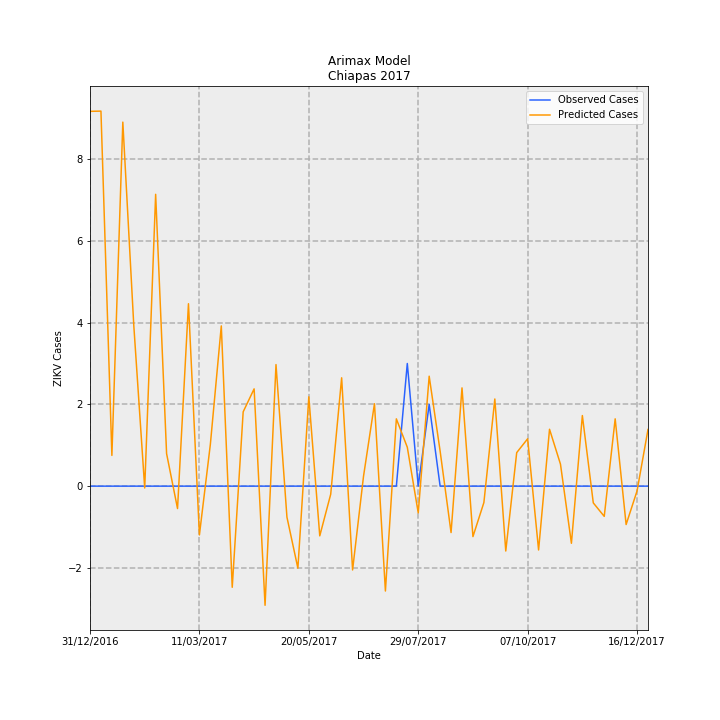 Arimax Model
Chiapas 2017
Observed Cases
Predicted Cases
8
6
4
2
0
−2
ZIKV Cases
31/12/2016 11/03/2017 20/05/2017 29/07/2017 07/10/2017 16/12/2017
Date